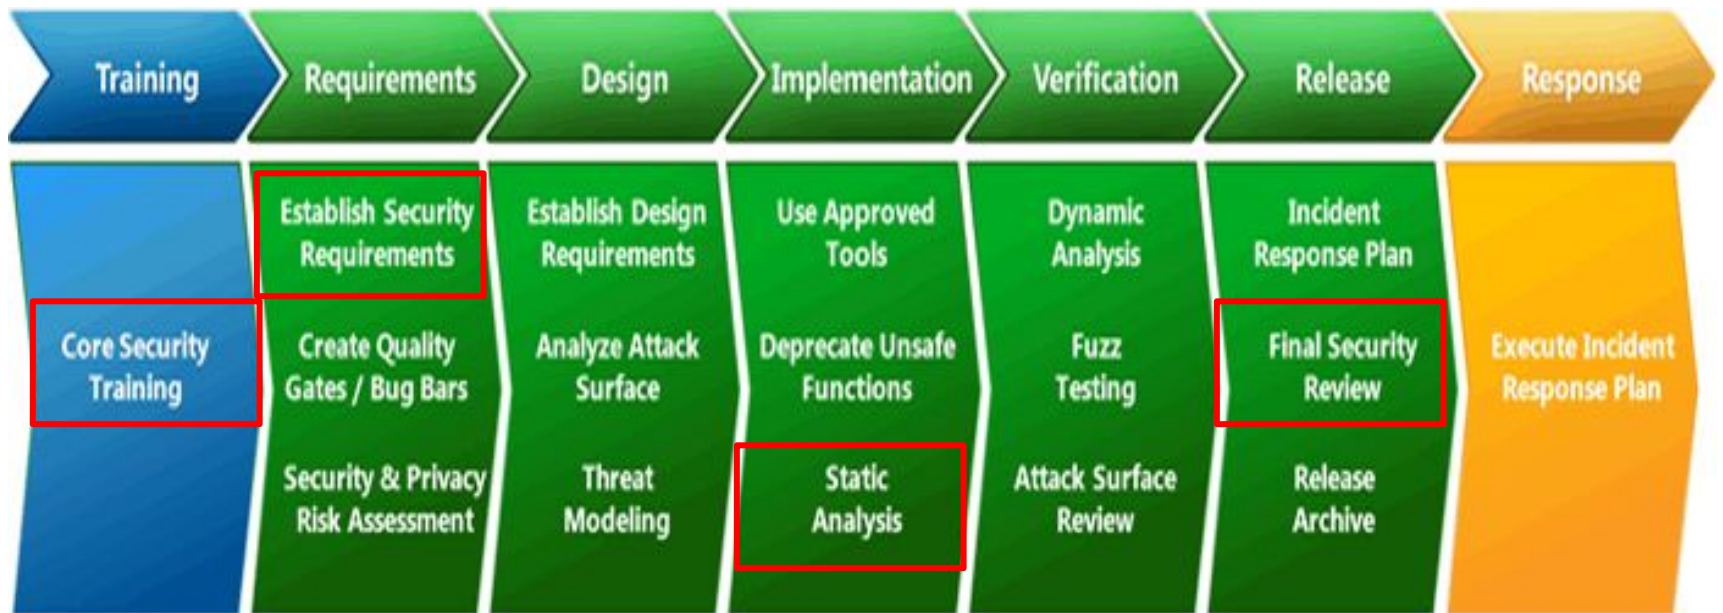 Training
Requirements
Design
Implementation
Verification
Release
Response
Core Security
Training
Establish Security
Requirements
Create Quality
Gates / Bug Bars
Security & Privacy
Risk Assessment
Establish Design
Requirements
Analyze Attack
Surface
Threat
Modeling
Use Approved
Tools
Deprecate Unsafe
Functions
Static
Analysis
Dynamic
Analysis
Fuzz
Testing
Attack Surface
Review
Incident
Response Plan
Final Security
Review
Release
Archive
Execute Incident
Response Plan